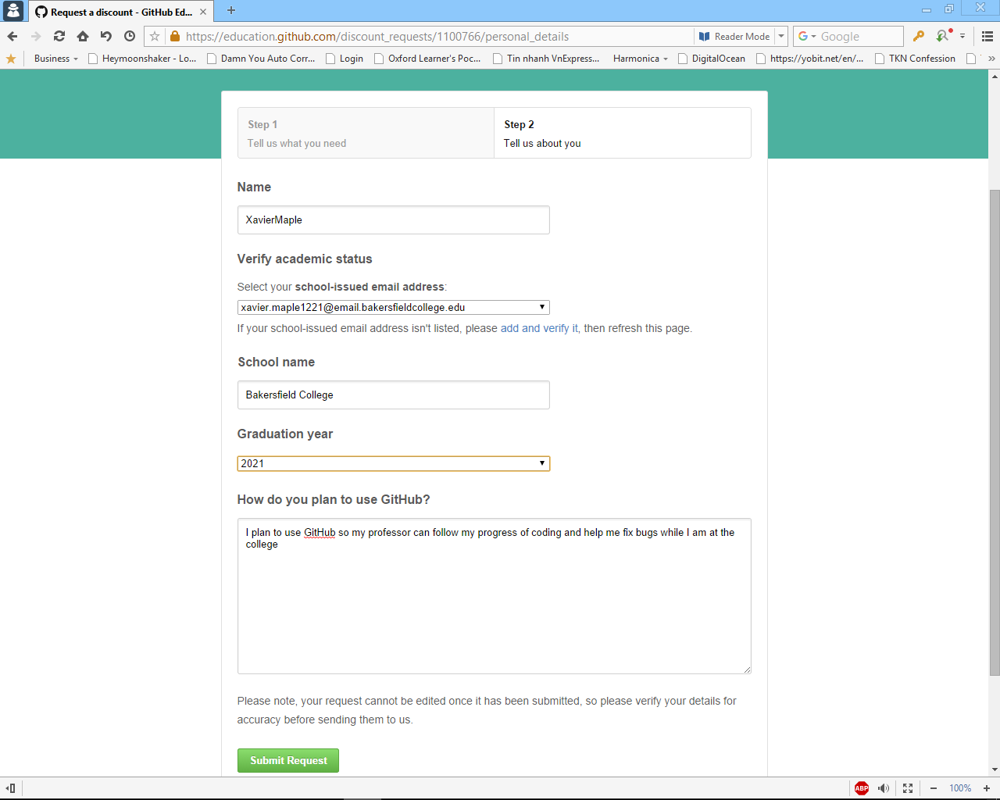 Request a discount - GitHub Ed...
https://education.github.com/discount_requests/1100766/personal_details
Reader Mode
Google
Business
Heymoonshaker - Lo...
Damn You Auto Corr...
Login
Oxford Learner's Poc...
Tin nhanh VnExpress...
Harmonica
DigitalOcean
https://yobit.net/en/...
TKN Confession
Step 1
Tell us what you need
Step 2
Tell us about you
Name
XavierMaple
Verify academic status
Select your school-issued email address:
xavier.maple1221@email.bakersfieldcollege.edu
If your school-issued email address isn't listed, please add and verify it, then refresh this page.
School name
Bakersfield College
Graduation year
2021
How do you plan to use GitHub?
I plan to use GitHub so my professor can follow my progress of coding and help me fix bugs while I am at the
college
Please note, your request cannot be edited once it has been submitted, so please verify your details for
accuracy before sending them to us.
Submit Request
ABP
100%